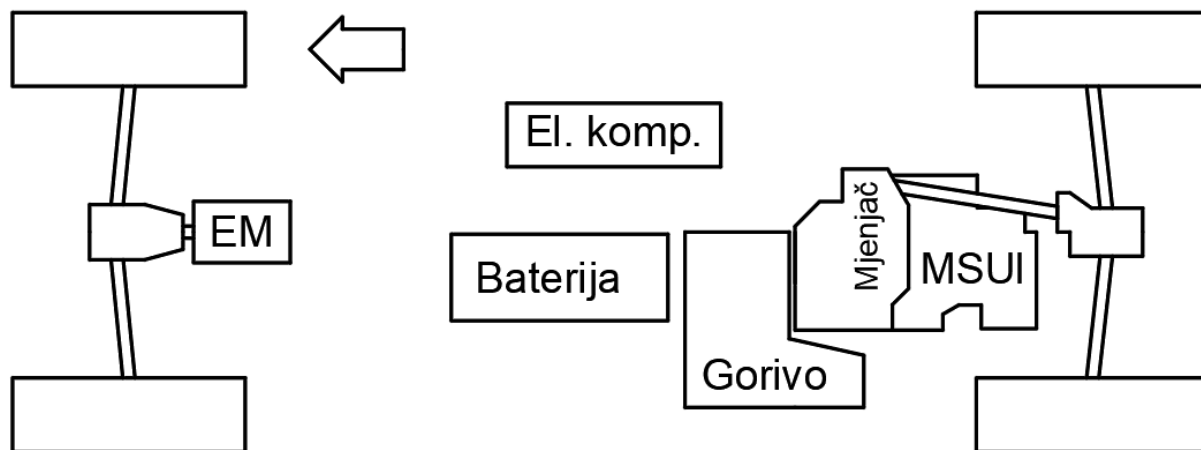 El. komp.
EM
Baterija
Mjenjač
MSUI
Gorivo